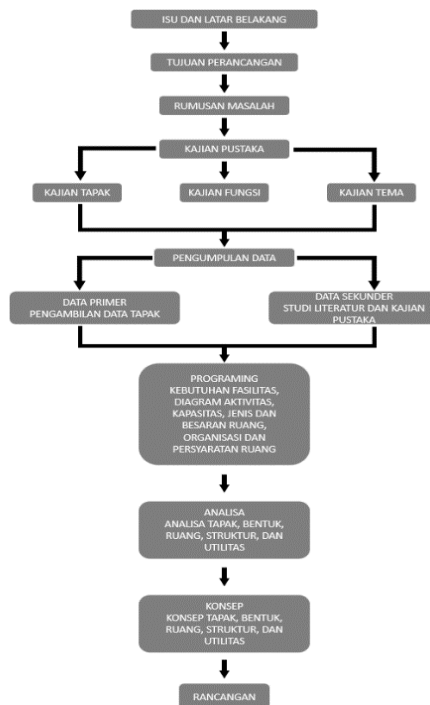 ISU DAN LATAR BELAKANG
TUJUAN PERANCANGAN
RUMUSAN MASALAH
KAJIAN PUSTAKA
KAJIAN TAPAK
KAJIAN FUNGSI
KAJIAN TEMA
PENGUMPULAN DATA
DATA PRIMER
PENGAMBILAN DATA TAPAK
DATA SEKUNDER
STUDI LITERATUR DAN KAJIAN
PUSTAKA
PROGRAMING
KEBUTUHAN FASILITAS,
DIAGRAM AKTIVITAS,
KAPASITAS, JENIS DAN
BESARAN RUANG,
ORGANISASI DAN
PERSYARATAN RUANG
ANALISA
ANALISA TAPAK, BENTUK,
RUANG, STRUKTUR, DAN
UTILITAS
KONSEP
KONSEP TAPAK, BENTUK,
RUANG, STRUKTUR, DAN
UTILITAS
RANCANGAN